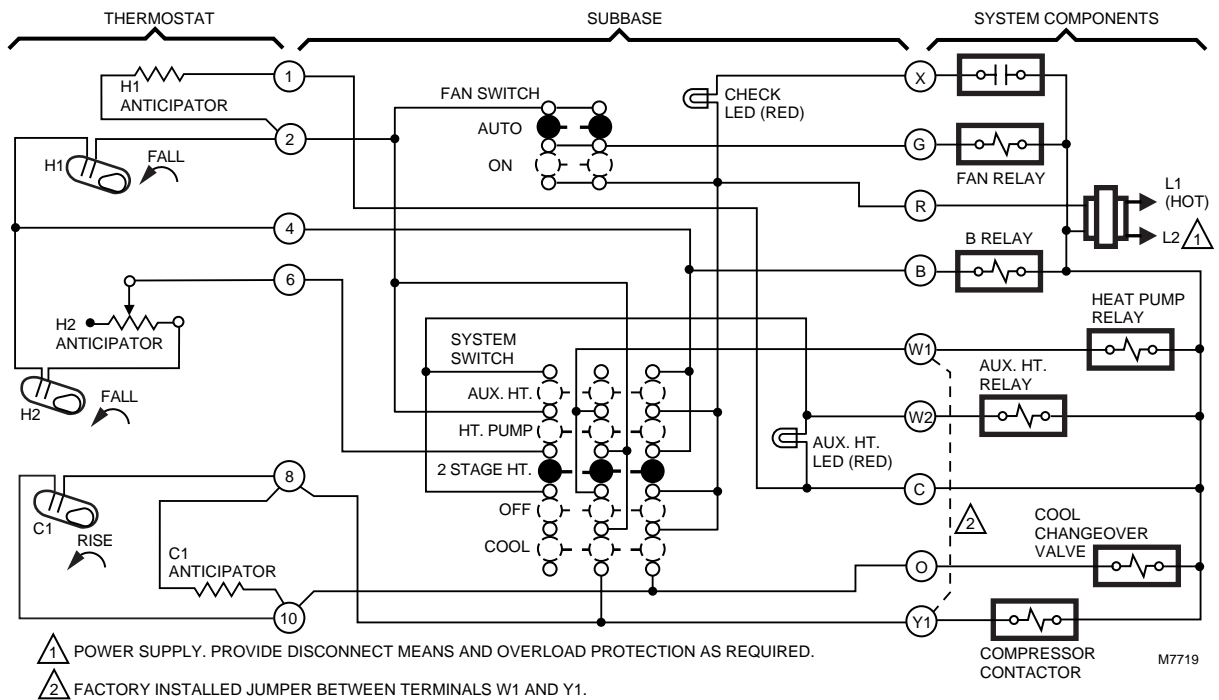 THERMOSTAT
SUBBASE
SYSTEM COMPONENTS
1
H1
ANTICIPATOR
2
H1
FALL
4
6
H2
ANTICIPATOR
H2
FALL
8
C1
RISE
C1
ANTICIPATOR
10
FAN SWITCH
AUTO
ON
CHECK
LED (RED)
SYSTEM
SWITCH
AUX. HT.
HT. PUMP
2 STAGE HT.
OFF
COOL
AUX. HT.
LED (RED)
X
G
FAN RELAY
R
L1
(HOT)
L2
1
B RELAY
B
HEAT PUMP
RELAY
W1
AUX. HT.
RELAY
W2
C
2
COOL
CHANGEOVER
VALVE
O
Y1
COMPRESSOR
CONTACTOR
M7719
1 POWER SUPPLY. PROVIDE DISCONNECT MEANS AND OVERLOAD PROTECTION AS REQUIRED.
2 FACTORY INSTALLED JUMPER BETWEEN TERMINALS W1 AND Y1.